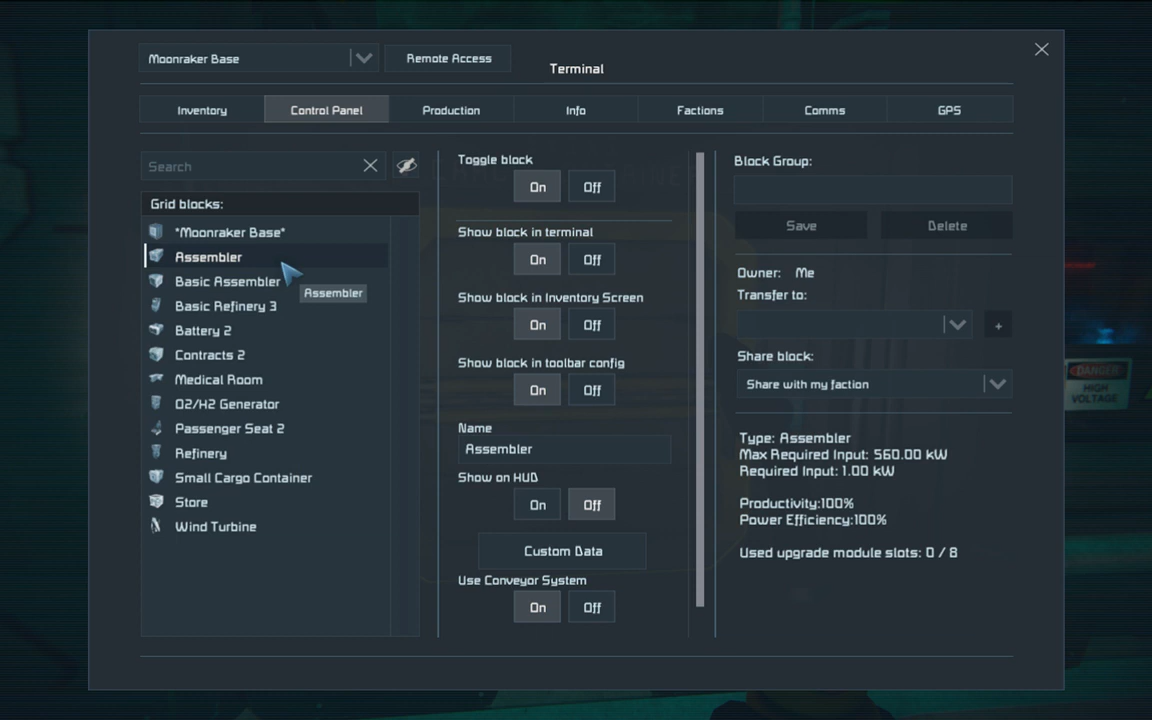 Moonraker Base
Remote Access
Terminal
Inventory
Control Panel
Production
Info
Factions
Comms
GPS
Search
Grid blocks:
*Moonraker Base*
Assembler
Basic Assembler
Assembler
Basic Refinery 3
Battery 2
Contracts 2
Medical Room
O2/H2 Generator
Passenger Seat 2
Refinery
Small Cargo Container
Store
Wind Turbine
Toggle block
On Off
Show block in terminal
On Off
Show block in Inventory Screen
On Off
Show block in toolbar config
On Off
Name
Assembler
Show on HUD
On Off
Custom Data
Use Conveyor System
On Off
Block Group:
Save Delete
Owner: Me
Transfer to:
+
Share block:
Share with my faction
Type: Assembler
Max Required Input: 560.00 kW
Required Input: 1.00 kW
Productivity:100%
Power Efficiency:100%
Used upgrade module slots: 0 / 8
DANGER
HIGH
VOLTAGE